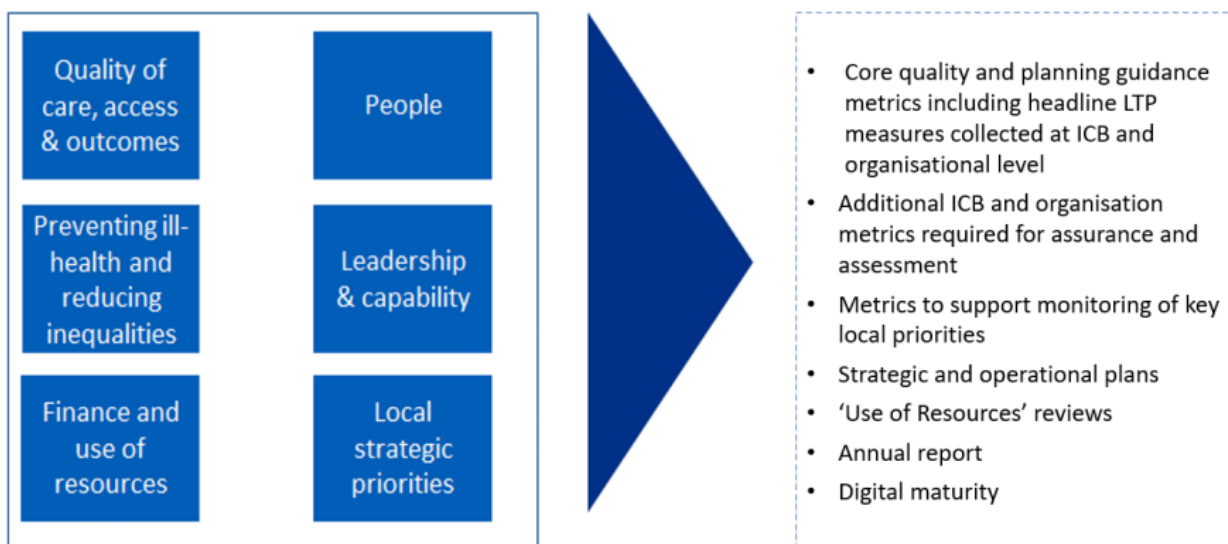 Quality of
care, access
& outcomes
People
Preventing ill-
health and
reducing
inequalities
Leadership
& capability
Finance and
use of
resources
Local
strategic
priorities
• Core quality and planning guidance
metrics including headline LTP
measures collected at ICB and
organisational level
• Additional ICB and organisation
metrics required for assurance and
assessment
• Metrics to support monitoring of key
local priorities
• Strategic and operational plans
• ‘Use of Resources’ reviews
• Annual report
• Digital maturity